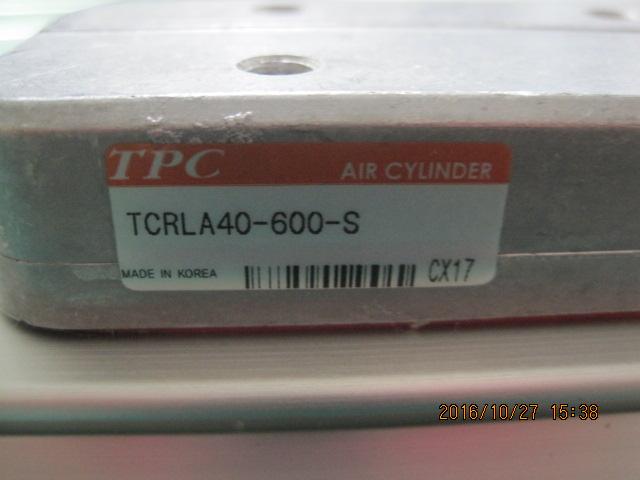 TPC AIR CYLINDER
TCRLA40-600-S
MADE IN KOREA CX17
2016/10/27 15:38